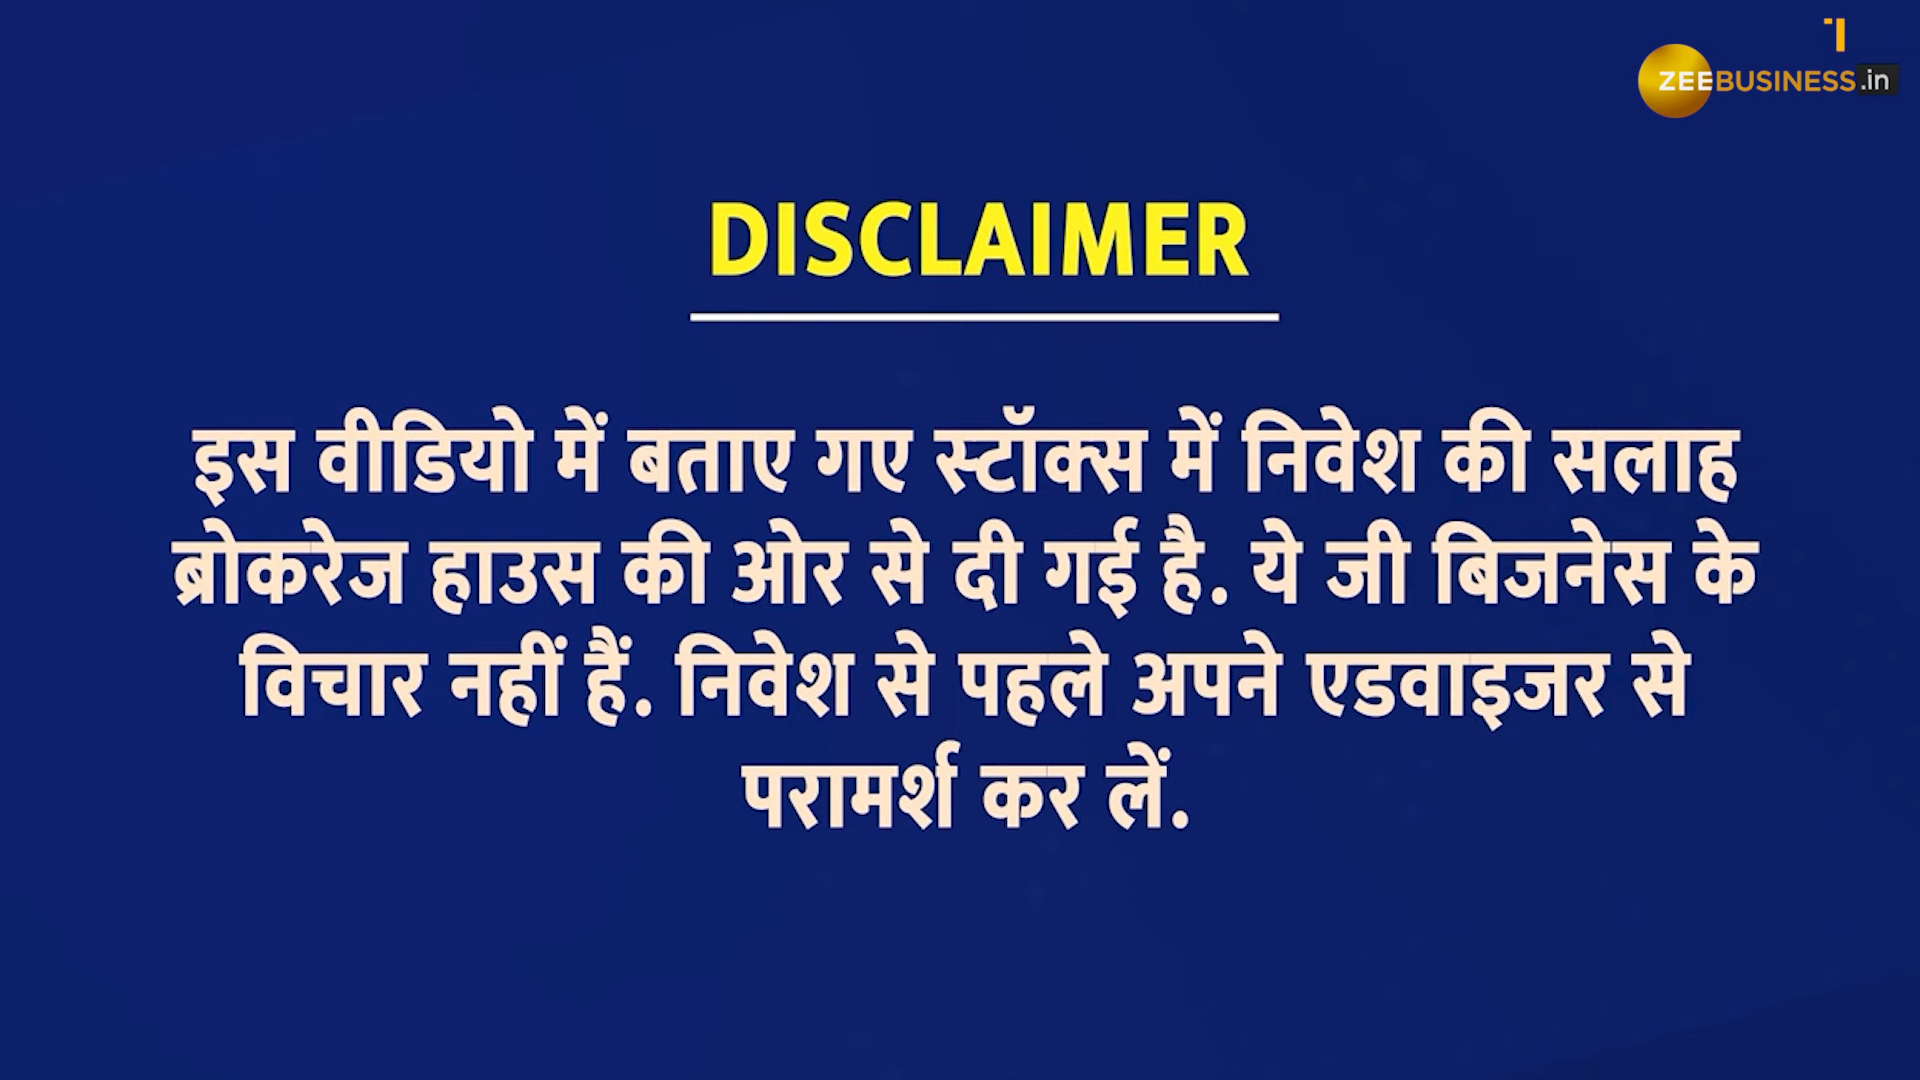 ZEEBUSINESS.in
DISCLAIMER
इस वीडियो में बताए गए स्टॉक्स में निवेश की सलाह
ब्रोकरेज हाउस की ओर से दी गई है. ये जी बिजनेस के
विचार नहीं हैं. निवेश से पहले अपने एडवाइजर से
परामर्श कर लें.